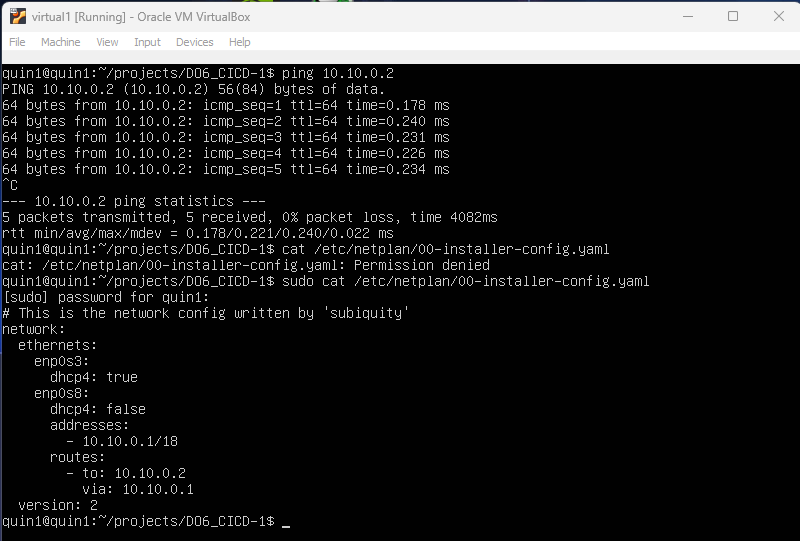 virtual1 [Running] - Oracle VM VirtualBox
File Machine View Input Devices Help
quin1@quin1:~/projects/DO6_CICD-1$ ping 10.10.0.2
PING 10.10.0.2 (10.10.0.2) 56(84) bytes of data.
64 bytes from 10.10.0.2: icmp_seq=1 ttl=64 time=0.178 ms
64 bytes from 10.10.0.2: icmp_seq=2 ttl=64 time=0.240 ms
64 bytes from 10.10.0.2: icmp_seq=3 ttl=64 time=0.231 ms
64 bytes from 10.10.0.2: icmp_seq=4 ttl=64 time=0.226 ms
64 bytes from 10.10.0.2: icmp_seq=5 ttl=64 time=0.234 ms
^C
--- 10.10.0.2 ping statistics ---
5 packets transmitted, 5 received, 0% packet loss, time 4082ms
rtt min/avg/max/mdev = 0.178/0.221/0.240/0.022 ms
quin1@quin1:~/projects/DO6_CICD-1$ cat /etc/netplan/00-installer-config.yaml
cat: /etc/netplan/00-installer-config.yaml: Permission denied
quin1@quin1:~/projects/DO6_CICD-1$ sudo cat /etc/netplan/00-installer-config.yaml
[sudo] password for quin1:
# This is the network config written by 'subiquity'
network:
  ethernets:
    enp0s3:
      dhcp4: true
    enp0s8:
      dhcp4: false
      addresses:
        - 10.10.0.1/18
      routes:
        - to: 10.10.0.2
          via: 10.10.0.1
  version: 2
quin1@quin1:~/projects/DO6_CICD-1$ _